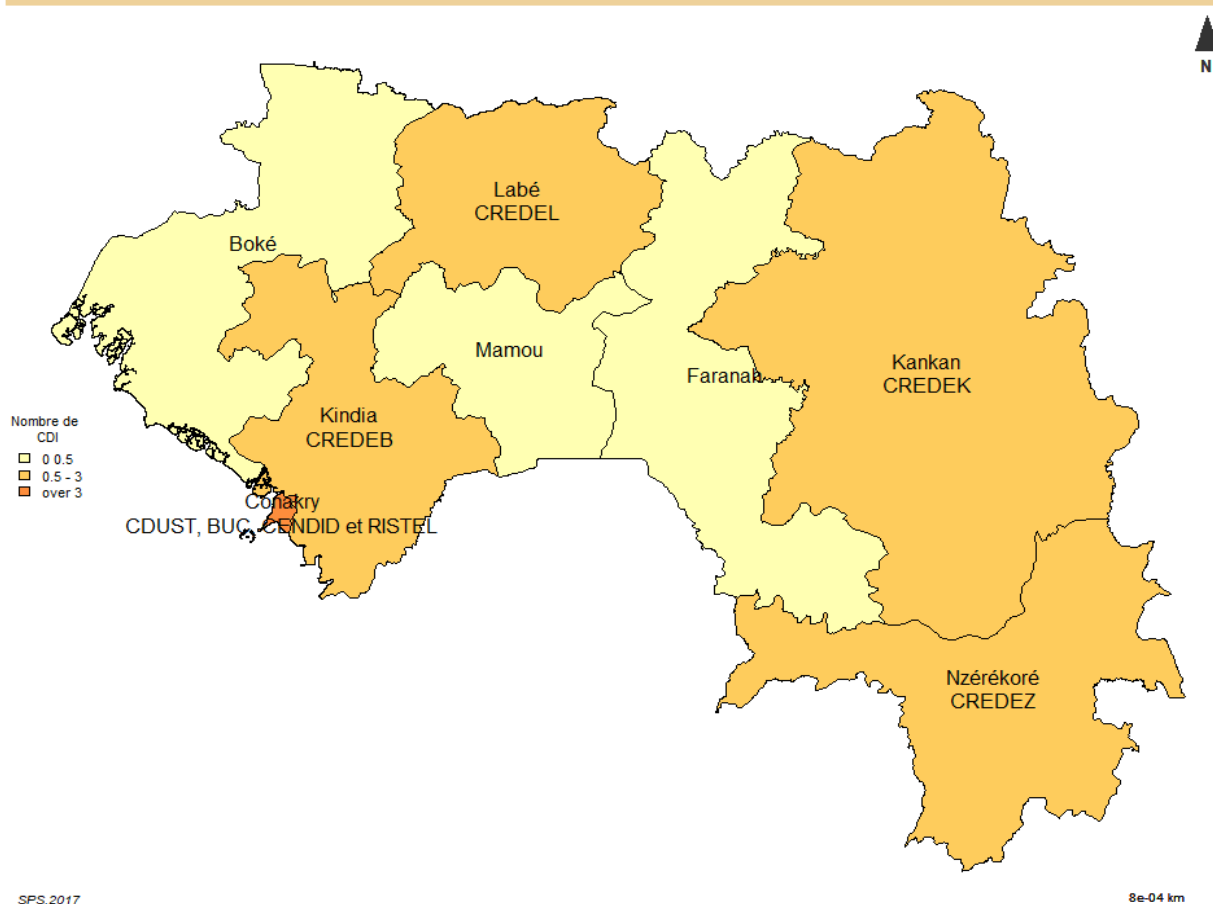 N
Labé
CREDEL
Boké
Mamou
Kankan
CREDEK
Faranah
Kindia
CREDEB
Nombre de
CDI
0 0.5
0.5 - 3
over 3
Conakry
CDUST, BUC, CENDID et RISTEL
Nzérékoré
CREDEZ
SPS.2017
8e-04 km